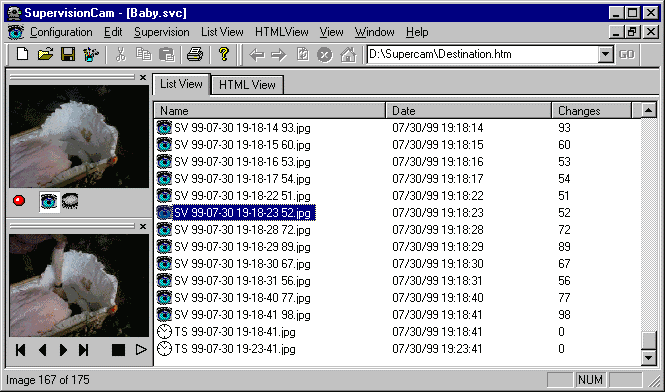 SupervisionCam - [Baby.svc]
Configuration Edit Supervision List View HTMLView View Window Help
D:\Supercam\Destination.htm GO
List View HTML View
Name Date Changes
SV 99-07-30 19-18-14 93.jpg 07/30/99 19:18:14 93
SV 99-07-30 19-18-15 60.jpg 07/30/99 19:18:15 60
SV 99-07-30 19-18-16 53.jpg 07/30/99 19:18:16 53
SV 99-07-30 19-18-17 54.jpg 07/30/99 19:18:17 54
SV 99-07-30 19-18-22 51.jpg 07/30/99 19:18:22 51
SV 99-07-30 19-18-23 52.jpg 07/30/99 19:18:23 52
SV 99-07-30 19-18-28 72.jpg 07/30/99 19:18:28 72
SV 99-07-30 19-18-29 89.jpg 07/30/99 19:18:29 89
SV 99-07-30 19-18-30 67.jpg 07/30/99 19:18:30 67
SV 99-07-30 19-18-31 56.jpg 07/30/99 19:18:31 56
SV 99-07-30 19-18-40 77.jpg 07/30/99 19:18:40 77
SV 99-07-30 19-18-41 98.jpg 07/30/99 19:18:41 98
TS 99-07-30 19-18-41.jpg 07/30/99 19:18:41 0
TS 99-07-30 19-23-41.jpg 07/30/99 19:23:41 0
Image 167 of 175 NUM